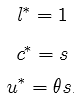 l* = 1
c* = s
u* = θs.